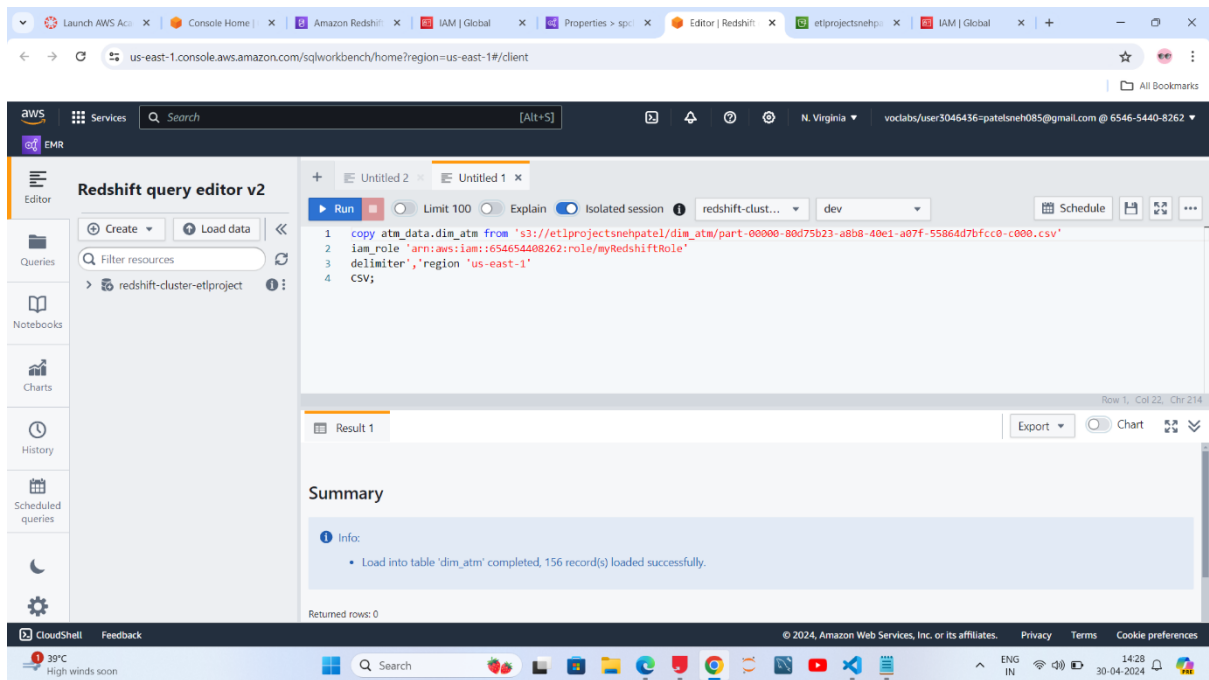 Launch AWS Aca
Console Home |
Amazon Redshift
IAM | Global
Properties > spc
Editor | Redshift
etlprojectsnehpa
IAM | Global
us-east-1.console.aws.amazon.com/sqlworkbench/home?region=us-east-1#/client
All Bookmarks
aws
Services
Search
[Alt+S]
N. Virginia
voclabs/user3046436=patelsneh085@gmail.com @ 6546-5440-8262
EMR
Editor
Queries
Notebooks
Charts
History
Scheduled
queries
Redshift query editor v2
Create
Load data
Filter resources
redshift-cluster-etlproject
Untitled 2
Untitled 1
Run
Limit 100
Explain
Isolated session
redshift-clust...
dev
Schedule
1 copy atm_data.dim_atm from 's3://etlprojectsnehpatel/dim_atm/part-00000-80d75b23-a8b8-40e1-a07f-55864d7bfcc0-c000.csv'
2 iam_role 'arn:aws:iam::654654408262:role/myRedshiftRole'
3 delimiter','region 'us-east-1'
4 CSV;
Row 1, Col 22, Chr 214
Result 1
Export
Chart
Summary
Info:
• Load into table 'dim_atm' completed, 156 record(s) loaded successfully.
Returned rows: 0
CloudShell
Feedback
© 2024, Amazon Web Services, Inc. or its affiliates.
Privacy
Terms
Cookie preferences
1
39°C
High winds soon
Search
ENG
IN
14:28
30-04-2024
PRE